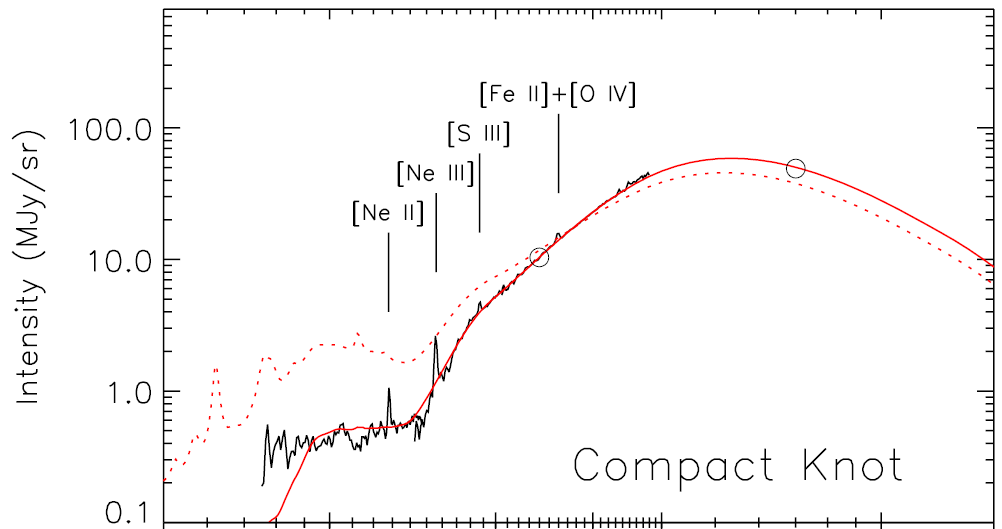 [Fe II]+[O IV]
100.0
[S III]
[Ne III]
[Ne II]
Intensity (MJy/sr)
10.0
1.0
Compact Knot
0.1